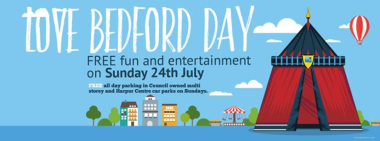 LOVE BEDFORD DAY
FREE fun and entertainment
on Sunday 24th July
FREE all day parking in Council owned multi
storey and Harpur Centre car parks on Sundays.